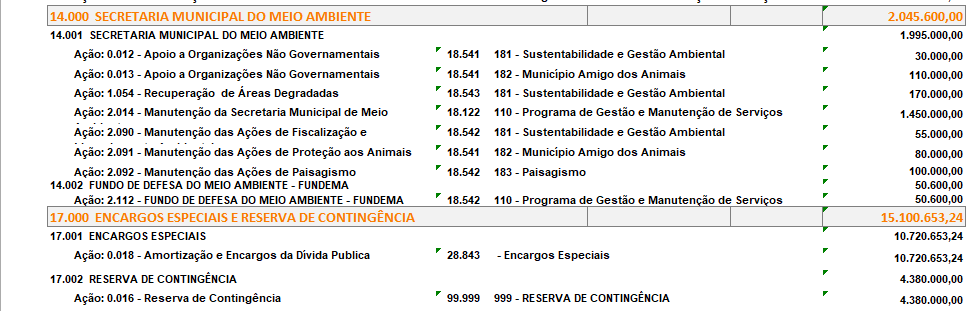 14.000 SECRETARIA MUNICIPAL DO MEIO AMBIENTE 2.045.600,00
14.001 SECRETARIA MUNICIPAL DO MEIO AMBIENTE 1.995.000,00
Ação: 0.012 - Apoio a Organizações Não Governamentais 18.541 181 - Sustentabilidade e Gestão Ambiental 30.000,00
Ação: 0.013 - Apoio a Organizações Não Governamentais 18.541 182 - Município Amigo dos Animais 110.000,00
Ação: 1.054 - Recuperação de Áreas Degradadas 18.543 181 - Sustentabilidade e Gestão Ambiental 170.000,00
Ação: 2.014 - Manutenção da Secretaria Municipal de Meio 18.122 110 - Programa de Gestão e Manutenção de Serviços 1.450.000,00
Ação: 2.090 - Manutenção das Ações de Fiscalização e 18.542 181 - Sustentabilidade e Gestão Ambiental 55.000,00
Ação: 2.091 - Manutenção das Ações de Proteção aos Animais 18.541 182 - Município Amigo dos Animais 80.000,00
Ação: 2.092 - Manutenção das Ações de Paisagismo 18.542 183 - Paisagismo 100.000,00
14.002 FUNDO DE DEFESA DO MEIO AMBIENTE - FUNDEMA 50.600,00
Ação: 2.112 - FUNDO DE DEFESA DO MEIO AMBIENTE - FUNDEMA 18.542 110 - Programa de Gestão e Manutenção de Serviços 50.600,00
17.000 ENCARGOS ESPECIAIS E RESERVA DE CONTINGÊNCIA 15.100.653,24
17.001 ENCARGOS ESPECIAIS 10.720.653,24
Ação: 0.018 - Amortização e Encargos da Dívida Publica 28.843 - Encargos Especiais 10.720.653,24
17.002 RESERVA DE CONTINGÊNCIA 4.380.000,00
Ação: 0.016 - Reserva de Contingência 99.999 999 - RESERVA DE CONTINGÊNCIA 4.380.000,00